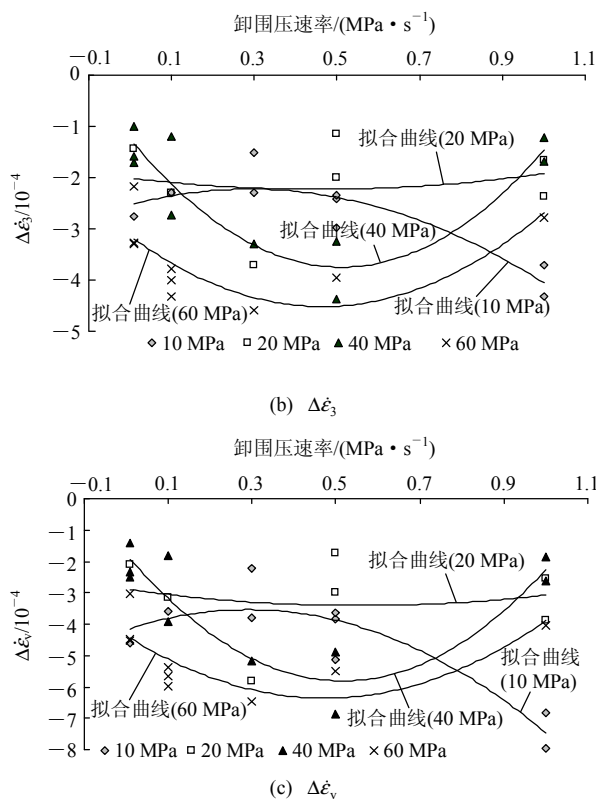 卸围压速率/(MPa·s⁻¹)
−0.1 0.1 0.3 0.5 0.7 0.9 1.1
0
−1
−2
−3
−4
−5
Δε̇₃/10⁻⁴
拟合曲线(20 MPa)
拟合曲线(40 MPa)
拟合曲线(60 MPa)
拟合曲线(10 MPa)
10 MPa 20 MPa 40 MPa 60 MPa
(b) Δε̇₃
卸围压速率/(MPa·s⁻¹)
−0.1 0.1 0.3 0.5 0.7 0.9 1.1
0
−1
−2
−3
−4
−5
−6
−7
−8
Δε̇ᵥ/10⁻⁴
拟合曲线(20 MPa)
拟合曲线
(10 MPa)
拟合曲线(60 MPa)
拟合曲线(40 MPa)
10 MPa 20 MPa 40 MPa 60 MPa
(c) Δε̇ᵥ